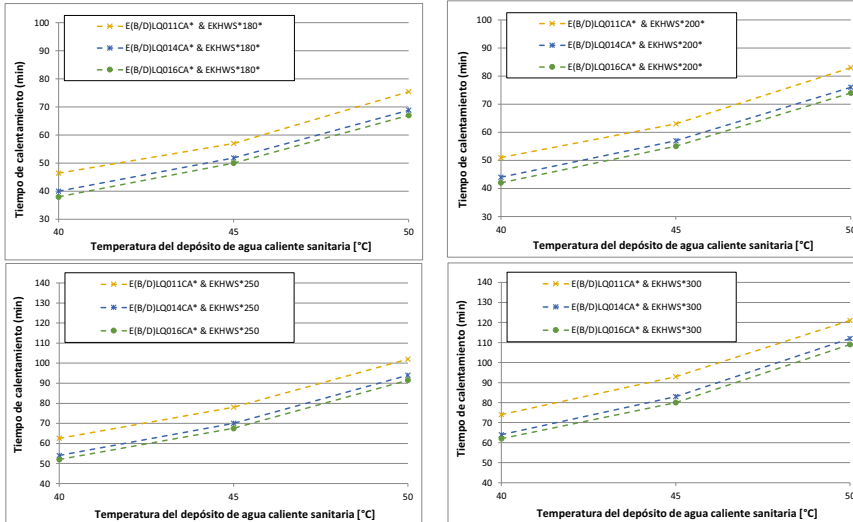 Tiempo de calentamiento (min)
100
90
80
70
60
50
40
30
E(B/D)LQ011CA* & EKHWS*180*
E(B/D)LQ014CA* & EKHWS*180*
E(B/D)LQ016CA* & EKHWS*180*
40
45
50
Temperatura del depósito de agua caliente sanitaria [°C]
Tiempo de calentamiento (min)
100
90
80
70
60
50
40
30
E(B/D)LQ011CA* & EKHWS*200*
E(B/D)LQ014CA* & EKHWS*200*
E(B/D)LQ016CA* & EKHWS*200*
40
45
50
Temperatura del depósito de agua caliente sanitaria [°C]
Tiempo de calentamiento (min)
140
130
120
110
100
90
80
70
60
50
40
E(B/D)LQ011CA* & EKHWS*250
E(B/D)LQ014CA* & EKHWS*250
E(B/D)LQ016CA* & EKHWS*250
40
45
50
Temperatura del depósito de agua caliente sanitaria [°C]
Tiempo de calentamiento (min)
140
130
120
110
100
90
80
70
60
50
40
E(B/D)LQ011CA* & EKHWS*300
E(B/D)LQ014CA* & EKHWS*300
E(B/D)LQ016CA* & EKHWS*300
40
45
50
Temperatura del depósito de agua caliente sanitaria [°C]